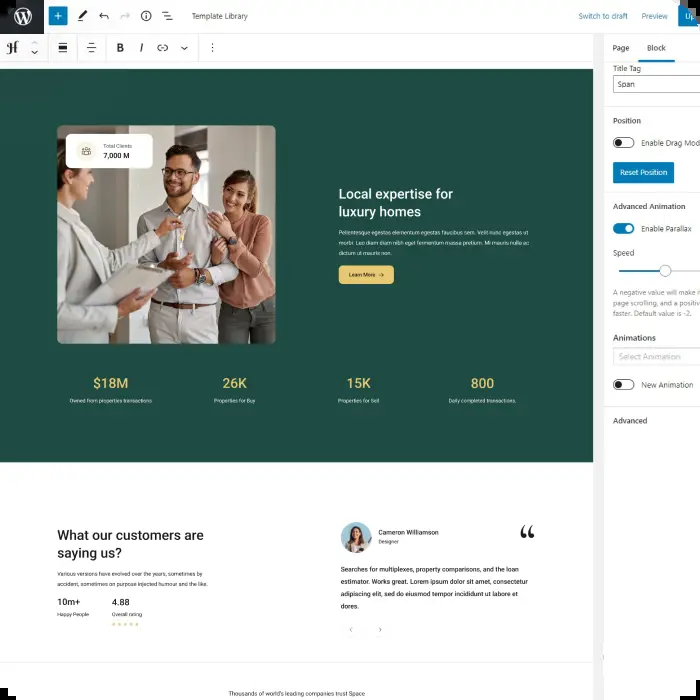 Template Library
Switch to draft
Preview
B
I
Page
Block
Title Tag
Span
Position
Enable Drag Mod
Reset Position
Advanced Animation
Enable Parallax
Speed
A negative value will make i
page scrolling, and a positiv
faster. Default value is -2.
Animations
Select Animation
New Animation
Advanced
Total Clients
7,000 M
Local expertise for
luxury homes
Pellentesque egestas elementum egestas faucibus sem. Velit nunc egestas ut
morbi. Leo diam diam nibh eget fermentum massa pretium. Mi mauris nulla ac
dictum ut mauris non.
Learn More →
$18M
26K
15K
800
Owned from properties transactions
Properties for Buy
Properties for Sell
Daily completed transactions
What our customers are
saying us?
Various versions have evolved over the years, sometimes by
accident, sometimes on purpose injected humour and the like.
10m+
4.88
Happy People
Overall rating
Cameron Williamson
Designer
Searches for multiplexes, property comparisons, and the loan
estimator. Works great. Lorem ipsum dolor sit amet, consectetur
adipiscing elit, sed do eiusmod tempor incididunt ut labore et
dores.
Thousands of world's leading companies trust Space